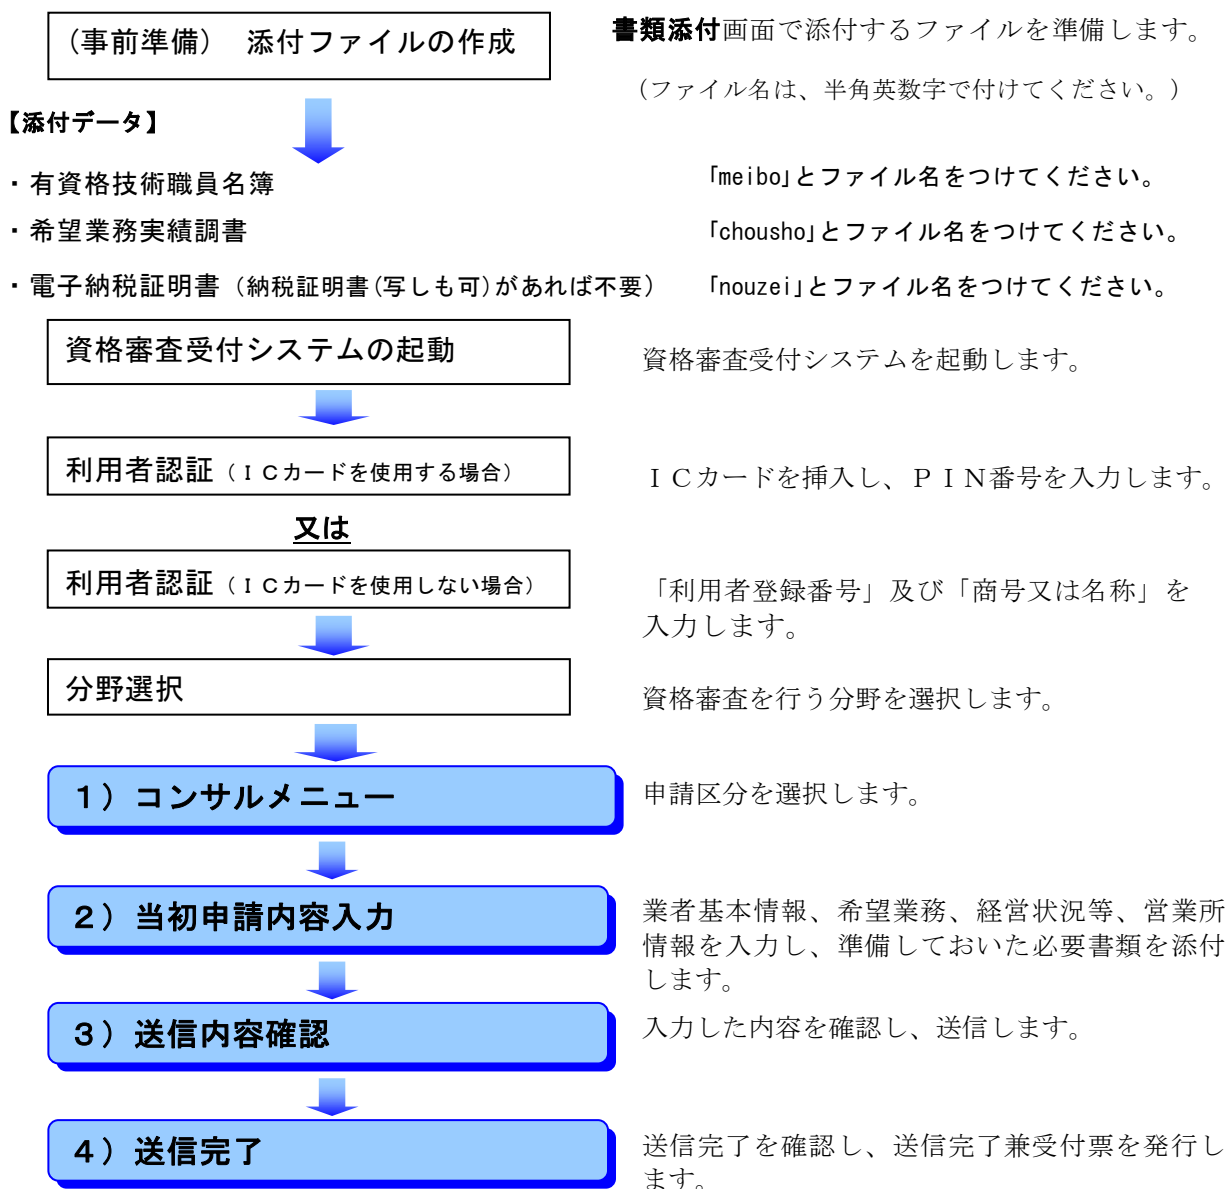 (事前準備)　添付ファイルの作成
書類添付画面で添付するファイルを準備します。
（ファイル名は、半角英数字で付けてください。）
【添付データ】
・有資格技術職員名簿　「meibo」とファイル名をつけてください。
・希望業務実績調書　「chousho」とファイル名をつけてください。
・電子納税証明書（納税証明書(写しも可)があれば不要）　「nouzei」とファイル名をつけてください。
資格審査受付システムの起動
資格審査受付システムを起動します。
利用者認証（ＩＣカードを使用する場合）
ＩＣカードを挿入し、ＰＩＮ番号を入力します。
又は
利用者認証（ＩＣカードを使用しない場合）
「利用者登録番号」及び「商号又は名称」を
入力します。
分野選択
資格審査を行う分野を選択します。
１）コンサルメニュー
申請区分を選択します。
２）当初申請内容入力
業者基本情報、希望業務、経営状況等、営業所
情報を入力し、準備しておいた必要書類を添付
します。
３）送信内容確認
入力した内容を確認し、送信します。
４）送信完了
送信完了を確認し、送信完了兼受付票を発行し
ます。